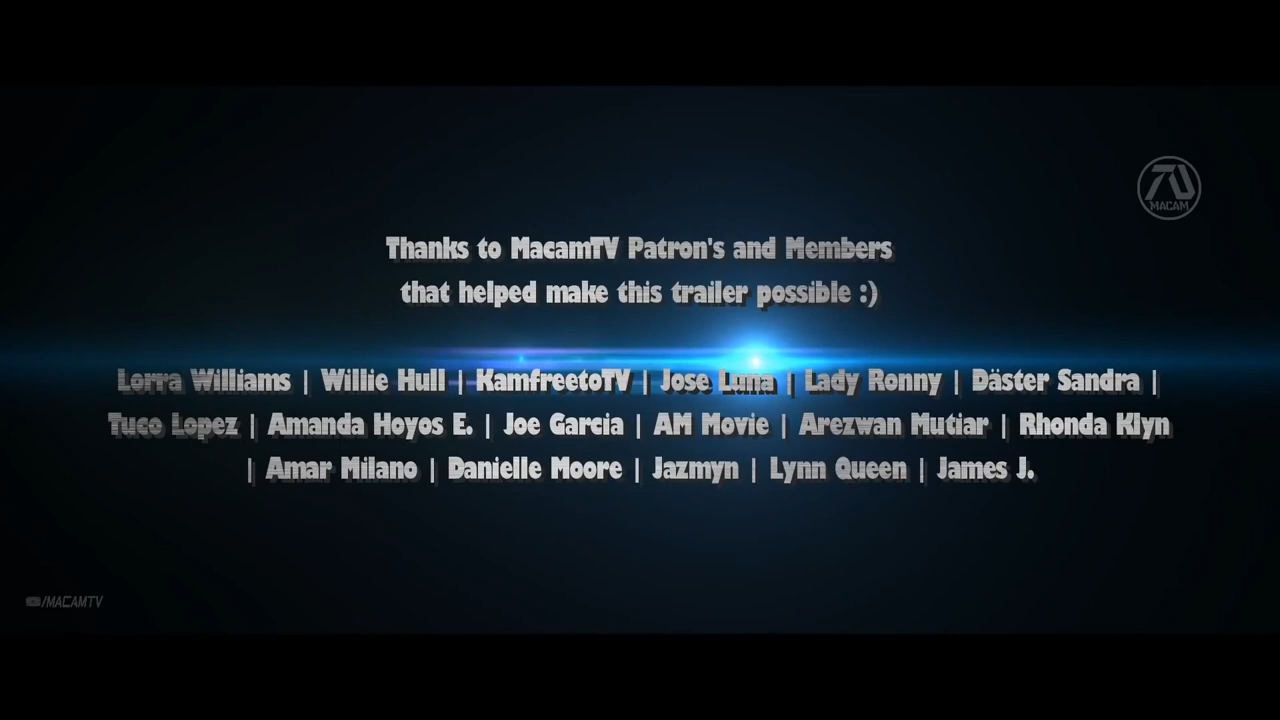 MACAM
Thanks to MacamTV Patron's and Members
that helped make this trailer possible :)
Lorra Williams | Willie Hull | KamfreetoTV | Jose Luna | Lady Ronny | Däster Sandra |
Tuco Lopez | Amanda Hoyos E. | Joe Garcia | AM Movie | Arezwan Mutiar | Rhonda Klyn
| Amar Milano | Danielle Moore | Jazmyn | Lynn Queen | James J.
/MACAMTV